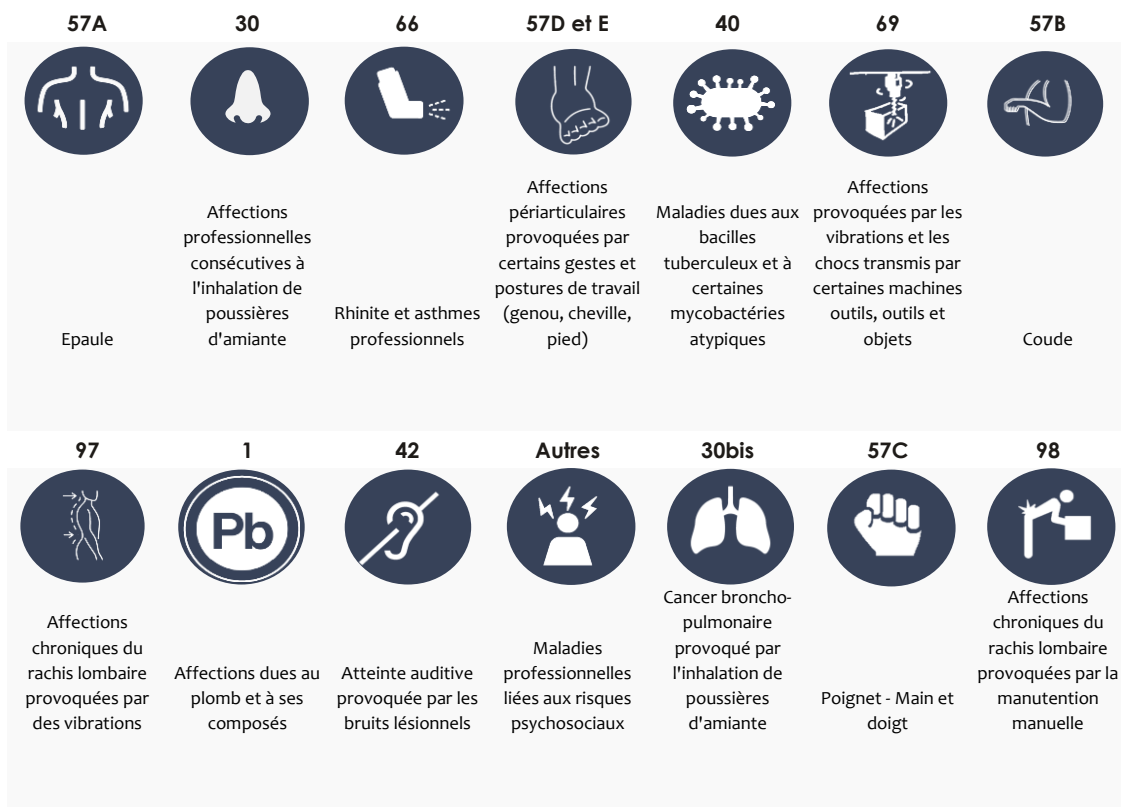 57A
30
66
57D et E
40
69
57B
Epaule
Affections
professionnelles
consécutives à
l'inhalation de
poussières
d'amiante
Rhinite et asthmes
professionnels
Affections
périarticulaires
provoquées par
certains gestes et
postures de travail
(genou, cheville,
pied)
Maladies dues aux
bacilles
tuberculeux et à
certaines
mycobactéries
atypiques
Affections
provoquées par les
vibrations et les
chocs transmis par
certaines machines
outils, outils et
objets
Coude
97
1
42
Autres
30bis
57C
98
Pb
Affections
chroniques du
rachis lombaire
provoquées par
des vibrations
Affections dues au
plomb et à ses
composés
Atteinte auditive
provoquée par les
bruits lésionnels
Maladies
professionnelles
liées aux risques
psychosociaux
Cancer broncho-
pulmonaire
provoqué par
l'inhalation de
poussières
d'amiante
Poignet - Main et
doigt
Affections
chroniques du
rachis lombaire
provoquées par la
manutention
manuelle